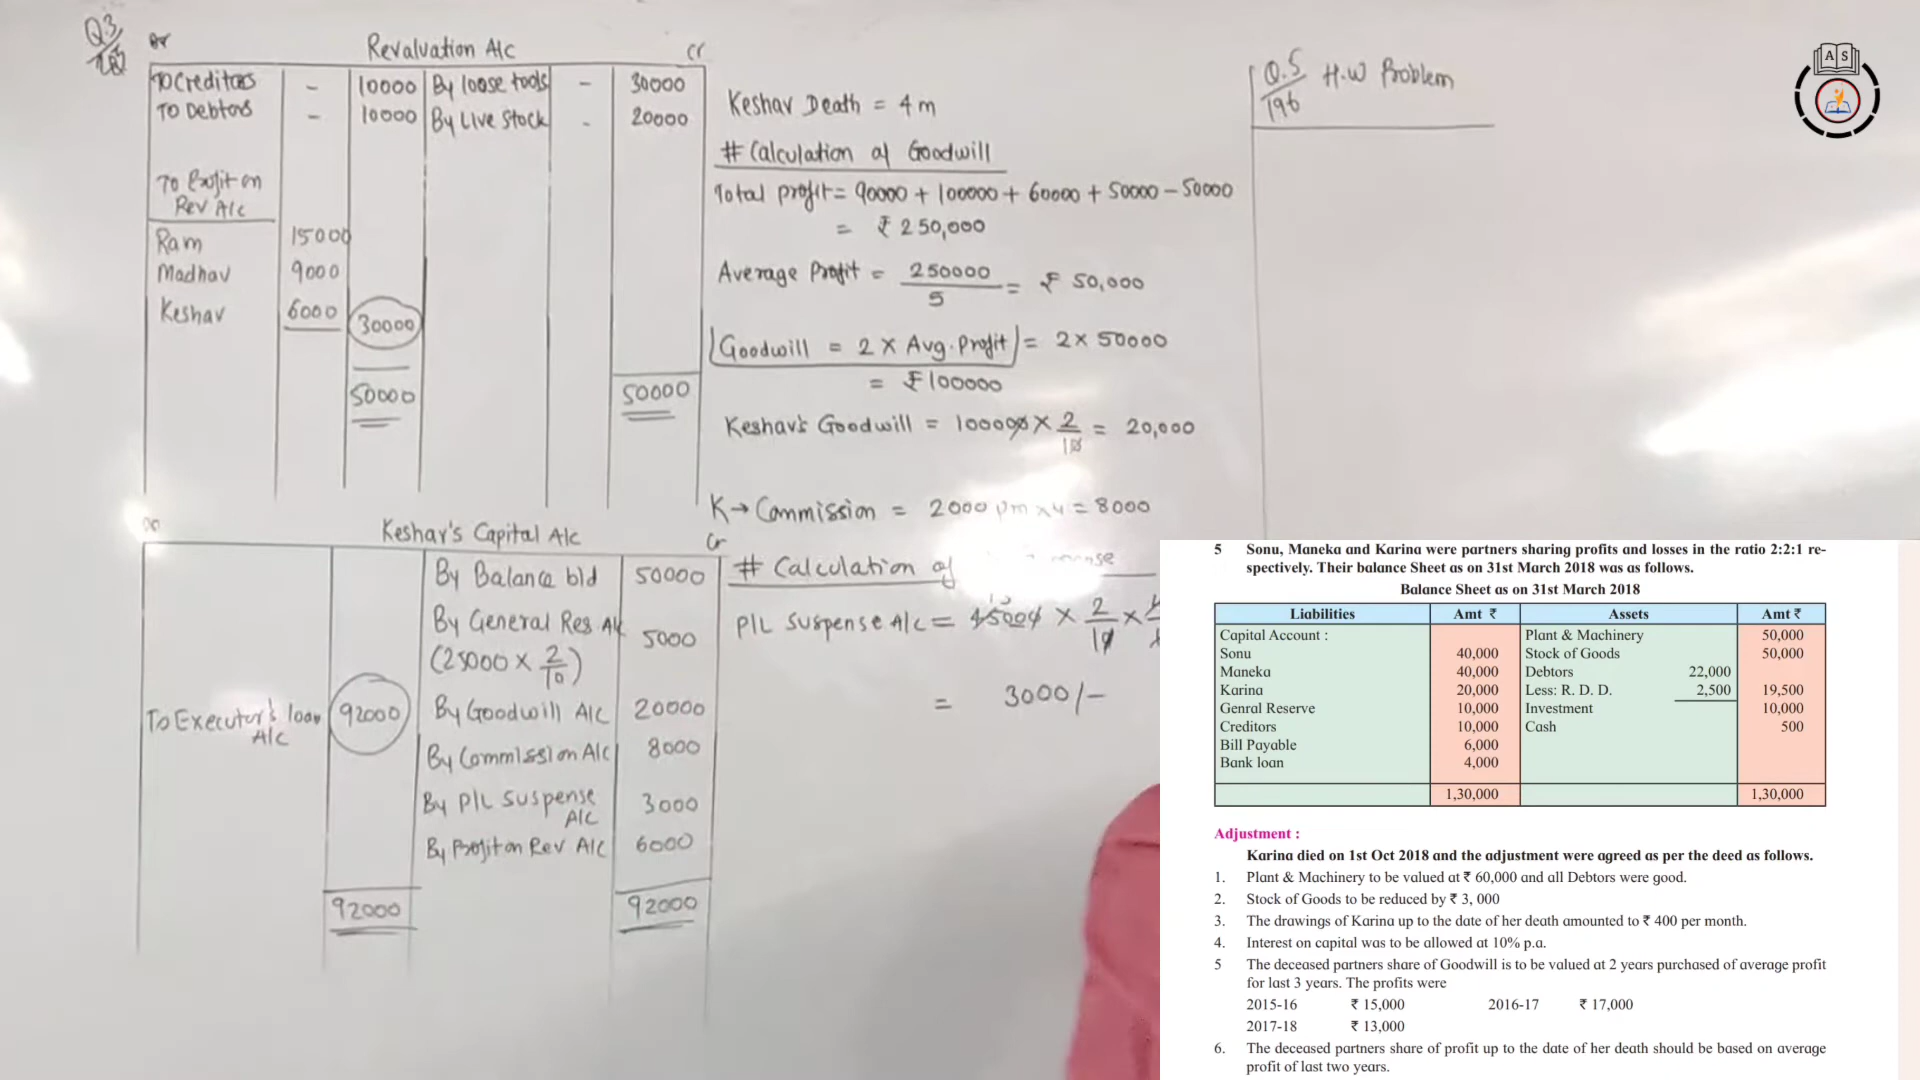 Q3
Dr Revaluation A/c Cr
To Creditors - 10000 By loose tools - 30000
To Debtors - 10000 By Live Stock - 20000
To Profit on
Rev A/c
Ram 15000
Madhav 9000
Keshav 6000 30000
50000 50000
Keshav's Capital A/c Cr
By Balance b/d 50000
By General Res A/c 5000
(25000 × 2/10)
To Executor's loan A/c 92000 By Goodwill A/c 20000
By Commission A/c 8000
By P/L Suspense A/c 3000
By Profit on Rev A/c 6000
92000 92000
Keshav Death = 4m
# Calculation of Goodwill
Total profit = 90000 + 100000 + 60000 + 50000 - 50000
= ₹ 250,000
Average Profit = 250000/5 = ₹ 50,000
Goodwill = 2 × Avg. Profit = 2 × 50000
= ₹ 100000
Keshav's Goodwill = 100000 × 2/10 = 20,000
K → Commission = 2000 pm × 4 = 8000
# Calculation of
P/L Suspense A/c = 45000 × 2/10 ×
= 3000/-
Q.5/196 H.W Problem
A S
5 Sonu, Maneka and Karina were partners sharing profits and losses in the ratio 2:2:1 re-
spectively. Their balance Sheet as on 31st March 2018 was as follows.
Balance Sheet as on 31st March 2018
Liabilities Amt ₹ Assets Amt ₹
Capital Account : Plant & Machinery 50,000
Sonu 40,000 Stock of Goods 50,000
Maneka 40,000 Debtors 22,000
Karina 20,000 Less: R. D. D. 2,500 19,500
Genral Reserve 10,000 Investment 10,000
Creditors 10,000 Cash 500
Bill Payable 6,000
Bank loan 4,000
1,30,000 1,30,000
Adjustment :
Karina died on 1st Oct 2018 and the adjustment were agreed as per the deed as follows.
1. Plant & Machinery to be valued at ₹ 60,000 and all Debtors were good.
2. Stock of Goods to be reduced by ₹ 3, 000
3. The drawings of Karina up to the date of her death amounted to ₹ 400 per month.
4. Interest on capital was to be allowed at 10% p.a.
5 The deceased partners share of Goodwill is to be valued at 2 years purchased of average profit
for last 3 years. The profits were
2015-16 ₹ 15,000 2016-17 ₹ 17,000
2017-18 ₹ 13,000
6. The deceased partners share of profit up to the date of her death should be based on average
profit of last two years.